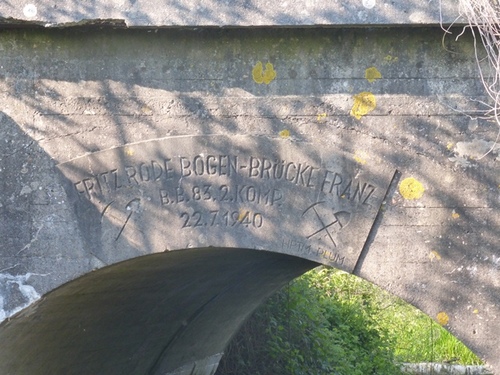 FRITZ RODE BOGEN-BRÜCKE FRANZ
B.B. 83. 2. KOMP.
22.7.1940